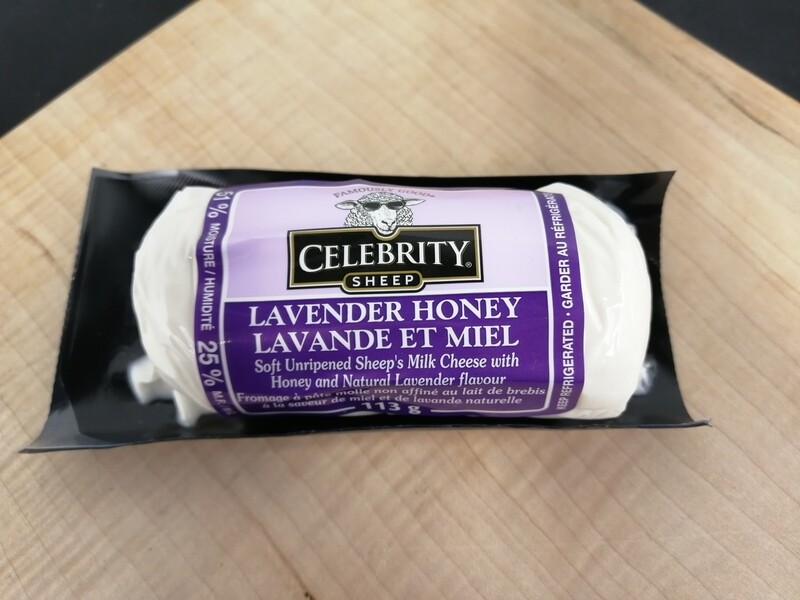 FAMOUSLY GOOD
CELEBRITY®
SHEEP
LAVENDER HONEY
LAVANDE ET MIEL
Soft Unripened Sheep's Milk Cheese with
Honey and Natural Lavender flavour
Fromage à pâte molle non affiné au lait de brebis
à la saveur de miel et de lavande naturelle
113 g
51% MOISTURE / HUMIDITÉ 25%
KEEP REFRIGERATED • GARDER AU RÉFRIGÉRAT